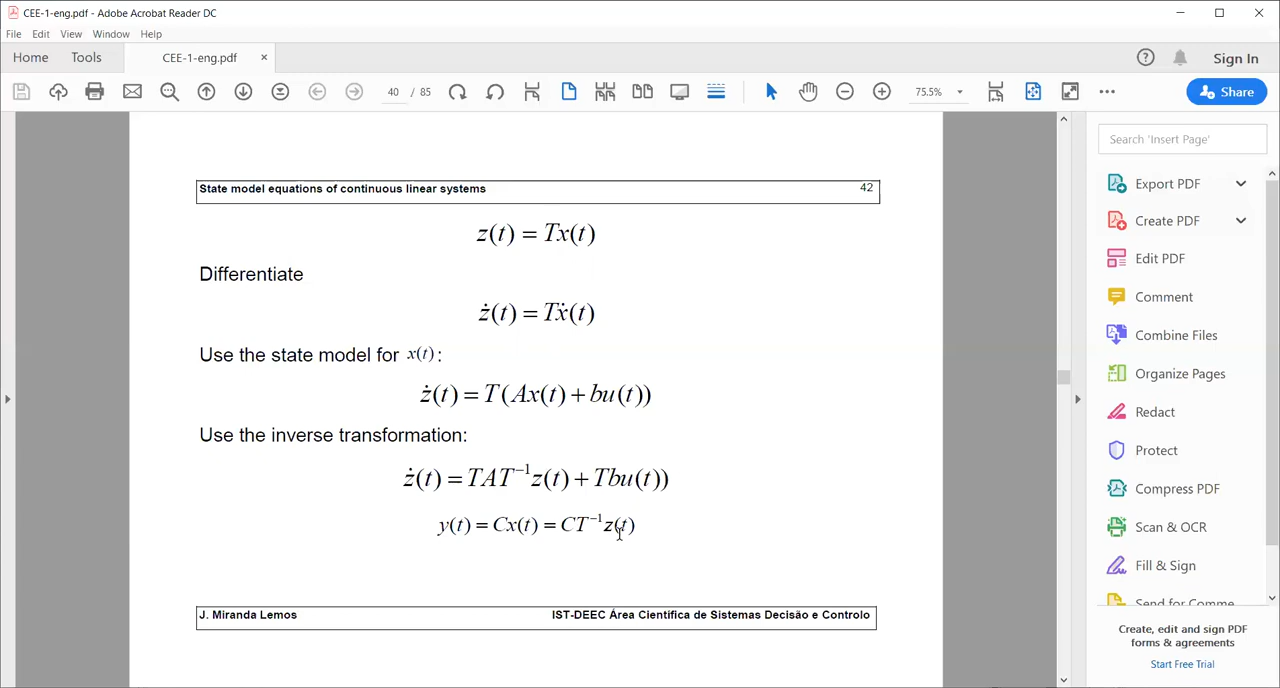 CEE-1-eng.pdf - Adobe Acrobat Reader DC
File Edit View Window Help
Home Tools CEE-1-eng.pdf × Sign In
40 / 85 75.5% Share
Search 'Insert Page'
Export PDF
Create PDF
Edit PDF
Comment
Combine Files
Organize Pages
Redact
Protect
Compress PDF
Scan & OCR
Fill & Sign
Send for Comme
Create, edit and sign PDF
forms & agreements
Start Free Trial
State model equations of continuous linear systems 42
z(t) = Tx(t)
Differentiate
ż(t) = Tẋ(t)
Use the state model for x(t) :
ż(t) = T(Ax(t) + bu(t))
Use the inverse transformation:
ż(t) = TAT⁻¹z(t) + Tbu(t))
y(t) = Cx(t) = CT⁻¹z(t)
J. Miranda Lemos IST-DEEC Área Científica de Sistemas Decisão e Controlo